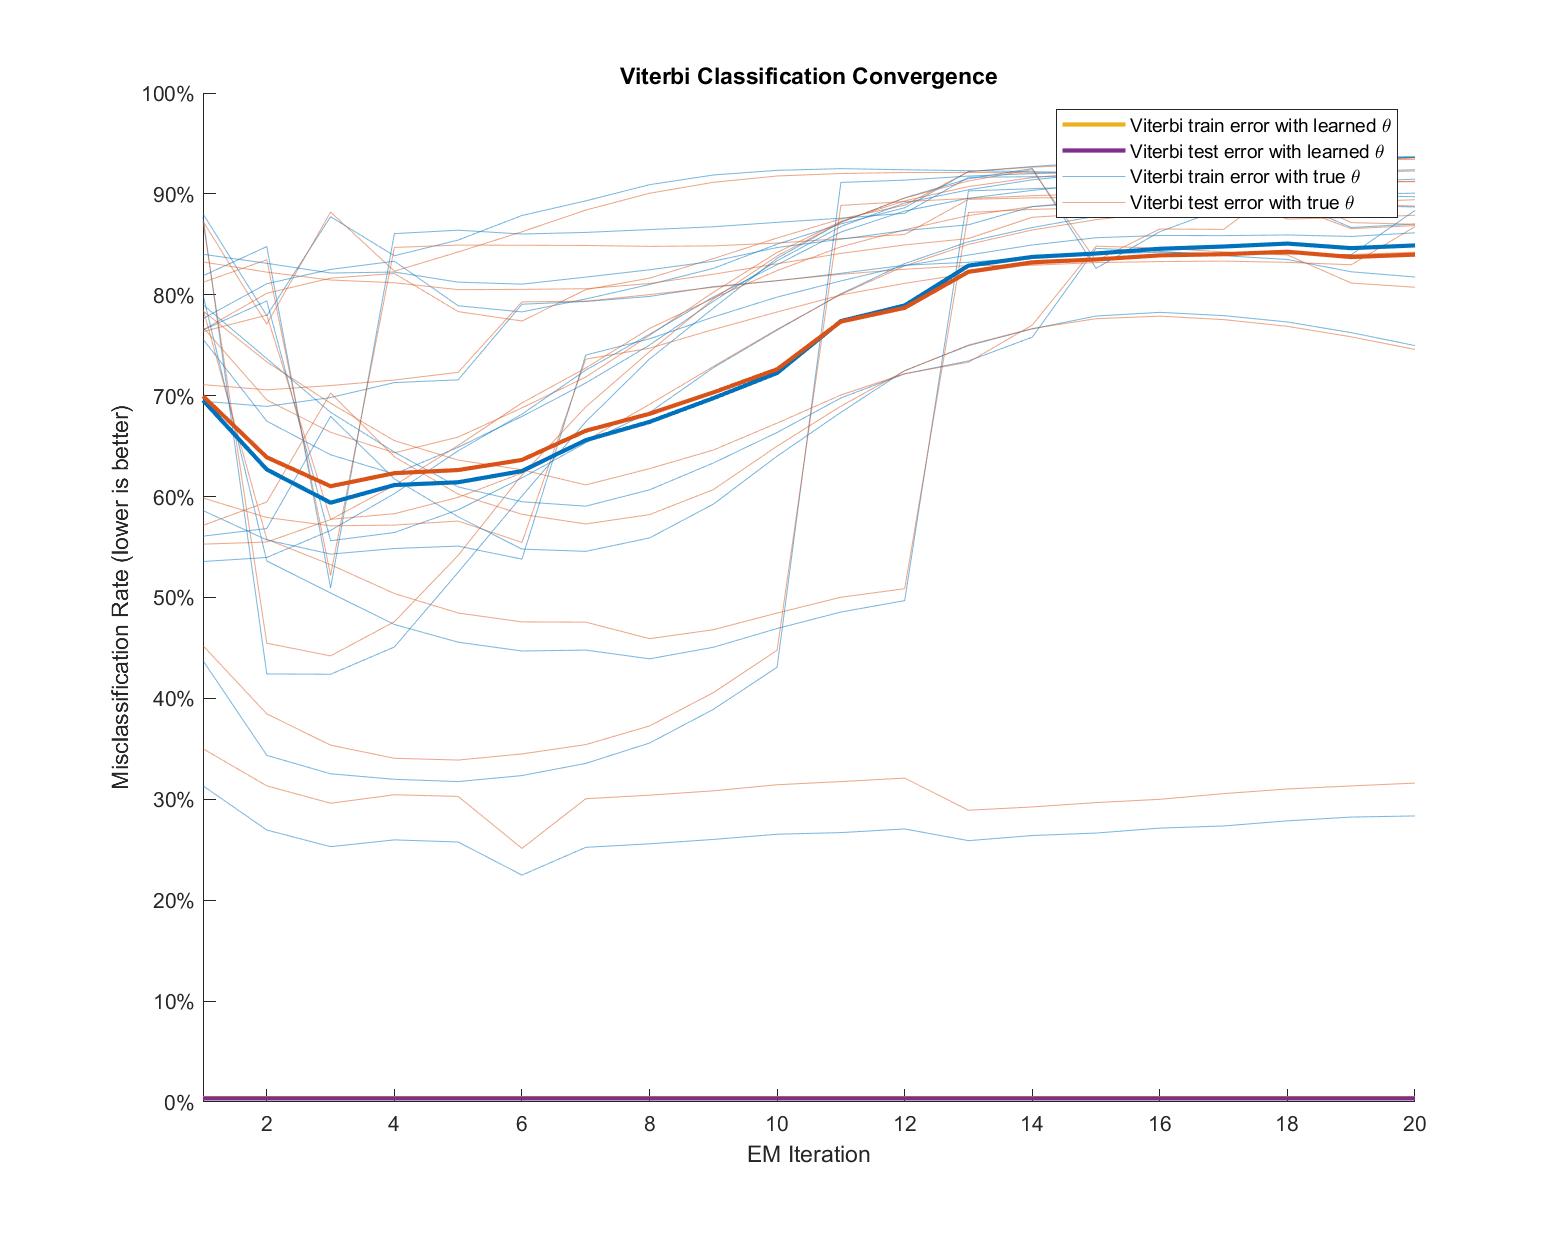 Viterbi Classification Convergence
100%
90%
80%
70%
60%
50%
40%
30%
20%
10%
0%
Misclassification Rate (lower is better)
Viterbi train error with learned θ
Viterbi test error with learned θ
Viterbi train error with true θ
Viterbi test error with true θ
2 4 6 8 10 12 14 16 18 20
EM Iteration